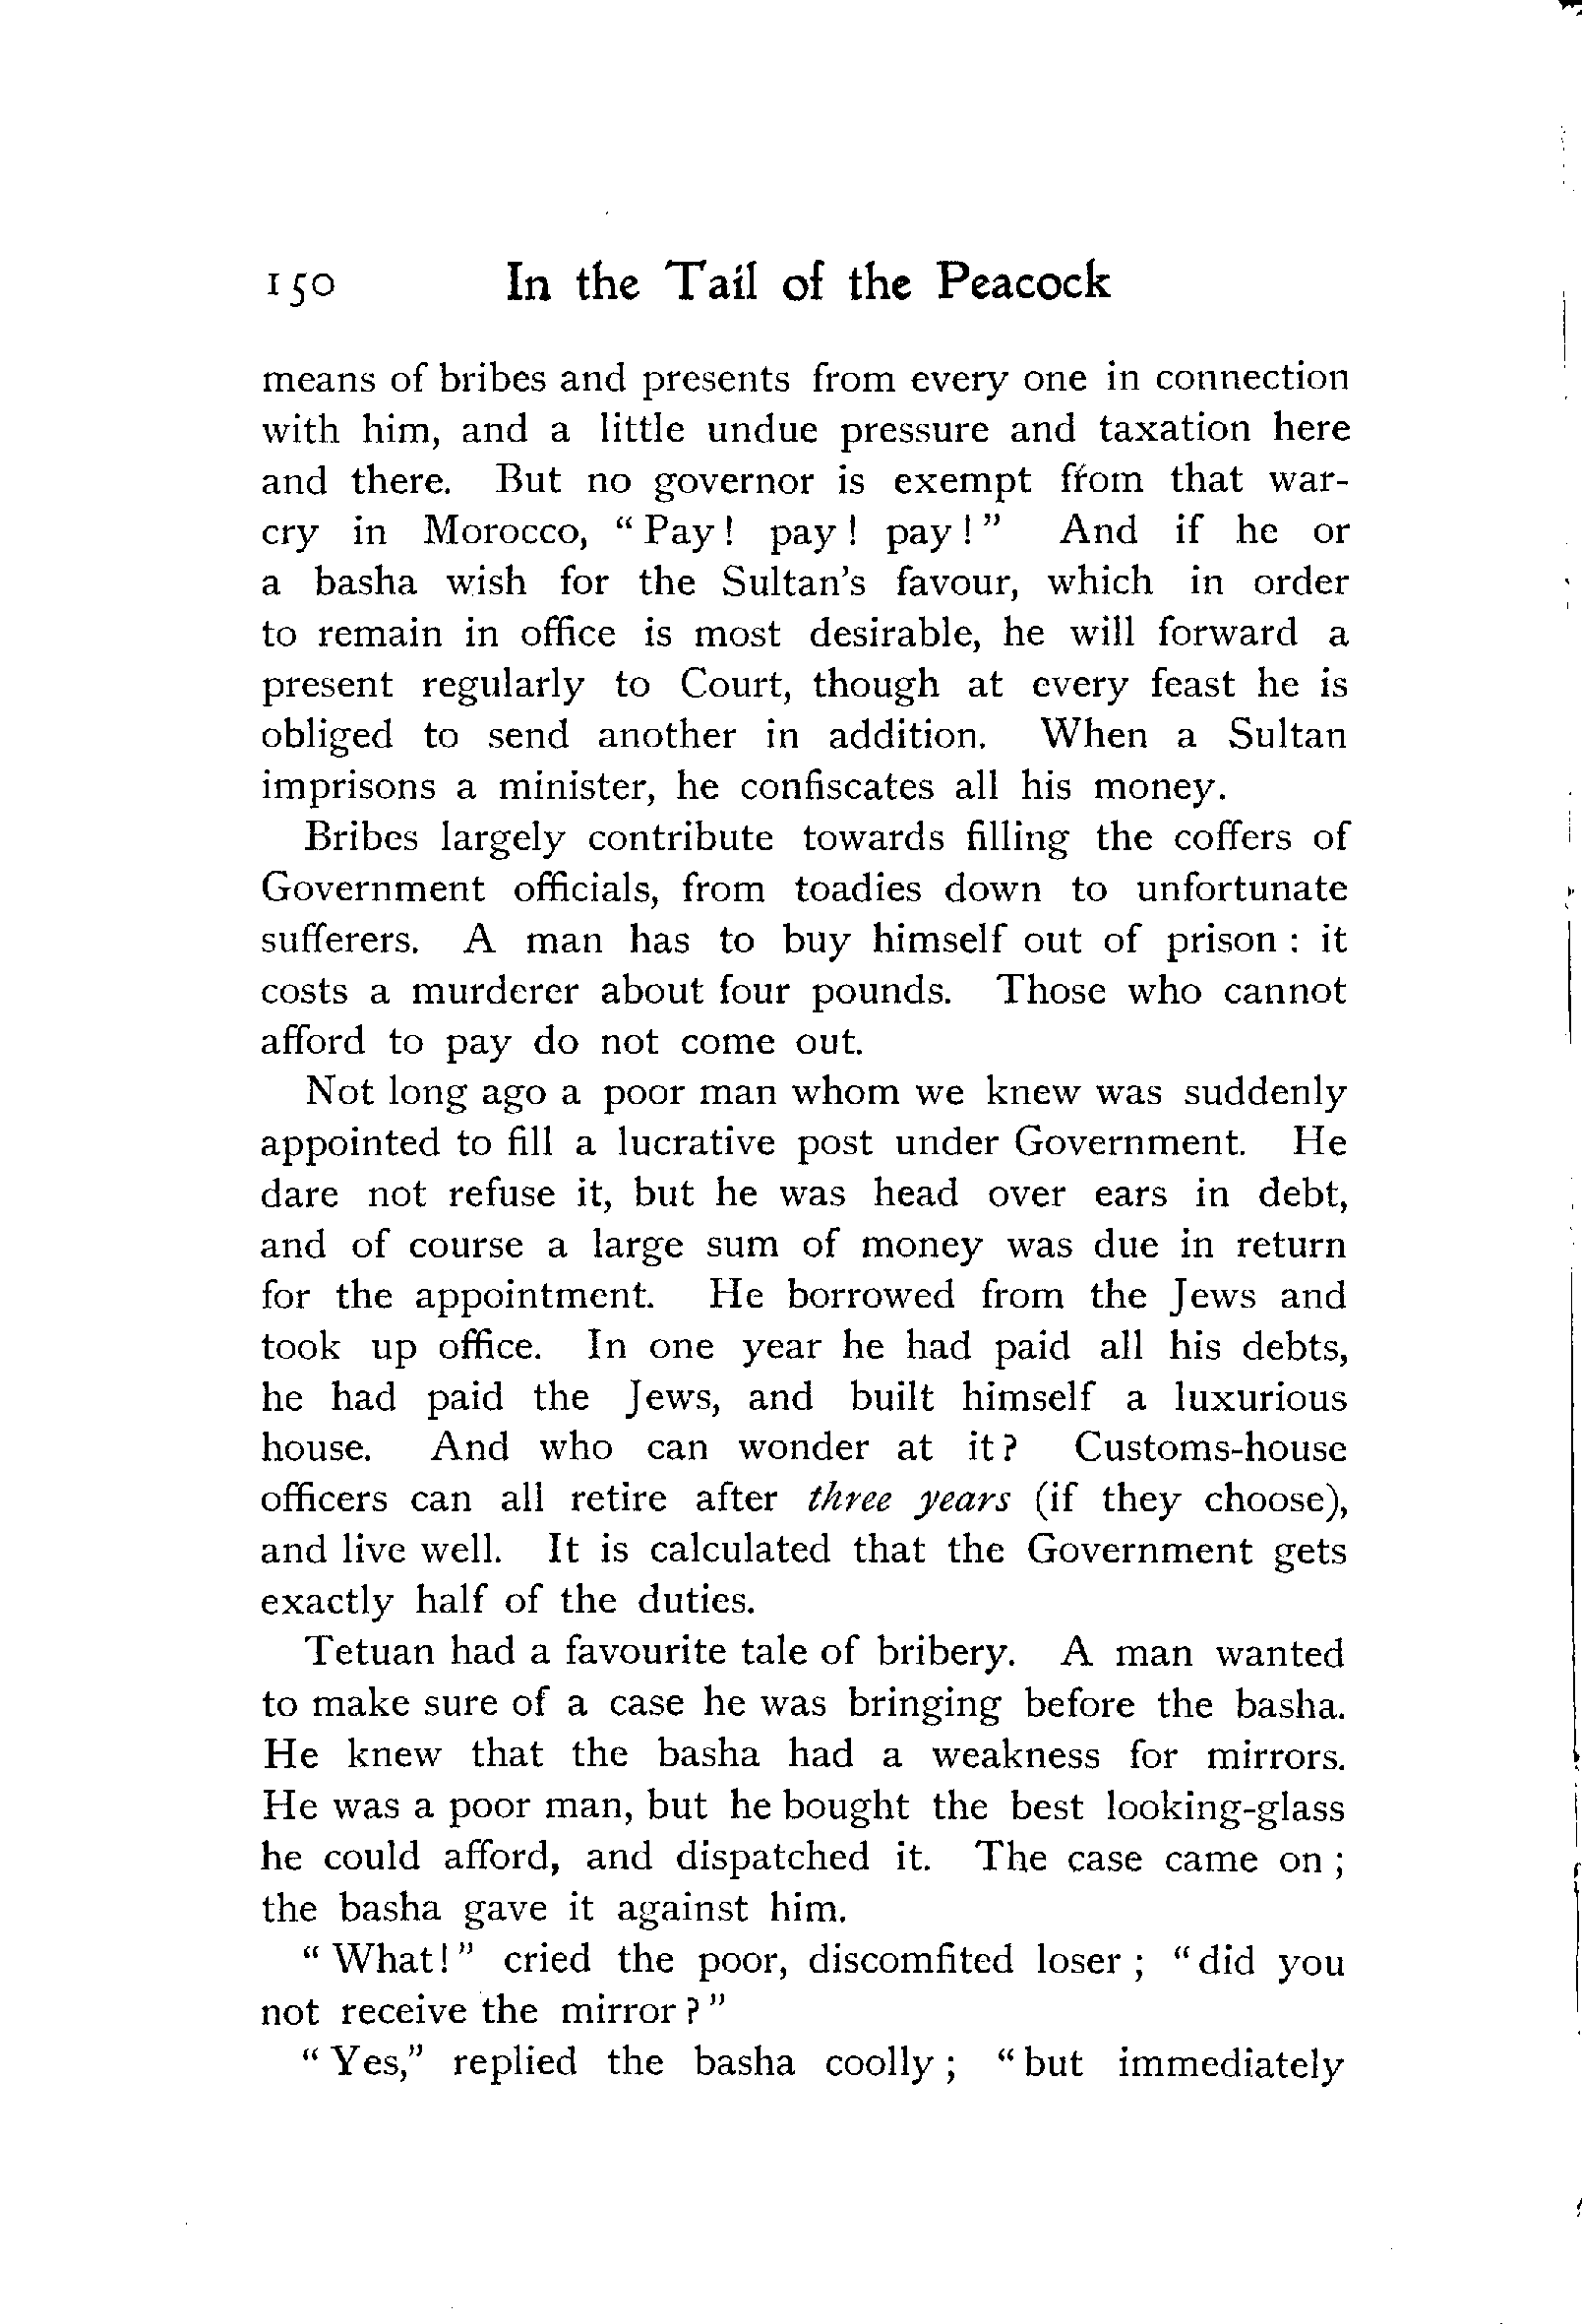 150 In the Tail of the Peacock
means of bribes and presents from every one in connection
with him, and a little undue pressure and taxation here
and there. But no governor is exempt from that war-
cry in Morocco, “ Pay ! pay ! pay ! ” And if he or
a basha wish for the Sultan’s favour, which in order
to remain in office is most desirable, he will forward a
present regularly to Court, though at every feast he is
obliged to send another in addition. When a Sultan
imprisons a minister, he confiscates all his money.
Bribes largely contribute towards filling the coffers of
Government officials, from toadies down to unfortunate
sufferers. A man has to buy himself out of prison : it
costs a murderer about four pounds. Those who cannot
afford to pay do not come out.
Not long ago a poor man whom we knew was suddenly
appointed to fill a lucrative post under Government. He
dare not refuse it, but he was head over ears in debt,
and of course a large sum of money was due in return
for the appointment. He borrowed from the Jews and
took up office. In one year he had paid all his debts,
he had paid the Jews, and built himself a luxurious
house. And who can wonder at it ? Customs-house
officers can all retire after three years (if they choose),
and live well. It is calculated that the Government gets
exactly half of the duties.
Tetuan had a favourite tale of bribery. A man wanted
to make sure of a case he was bringing before the basha.
He knew that the basha had a weakness for mirrors.
He was a poor man, but he bought the best looking-glass
he could afford, and dispatched it. The case came on ;
the basha gave it against him.
“ What! ” cried the poor, discomfited loser ; “ did you
not receive the mirror ? ”
“ Yes,” replied the basha coolly ; “ but immediately